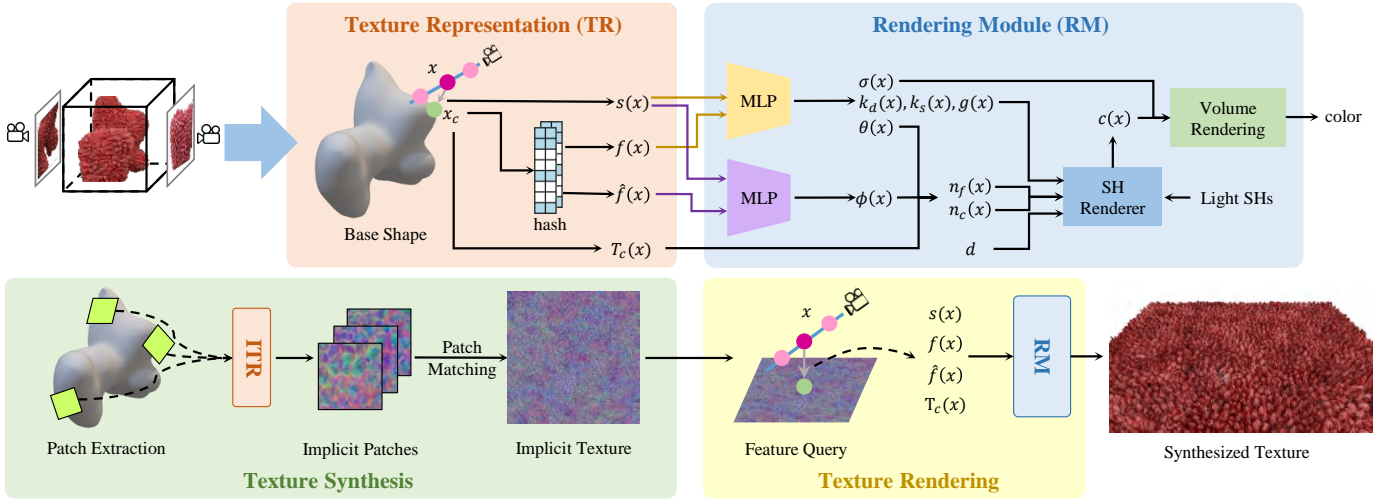 Texture Representation (TR)
Rendering Module (RM)
x
x_c
Base Shape
hash
s(x)
f(x)
f̂(x)
T_c(x)
MLP
MLP
σ(x)
k_d(x), k_s(x), g(x)
θ(x)
ϕ(x)
n_f(x)
n_c(x)
d
c(x)
SH
Renderer
Light SHs
Volume
Rendering
color
Patch Extraction
ITR
Implicit Patches
Patch
Matching
Implicit Texture
Texture Synthesis
x
Feature Query
s(x)
f(x)
f̂(x)
T_c(x)
RM
Texture Rendering
Synthesized Texture